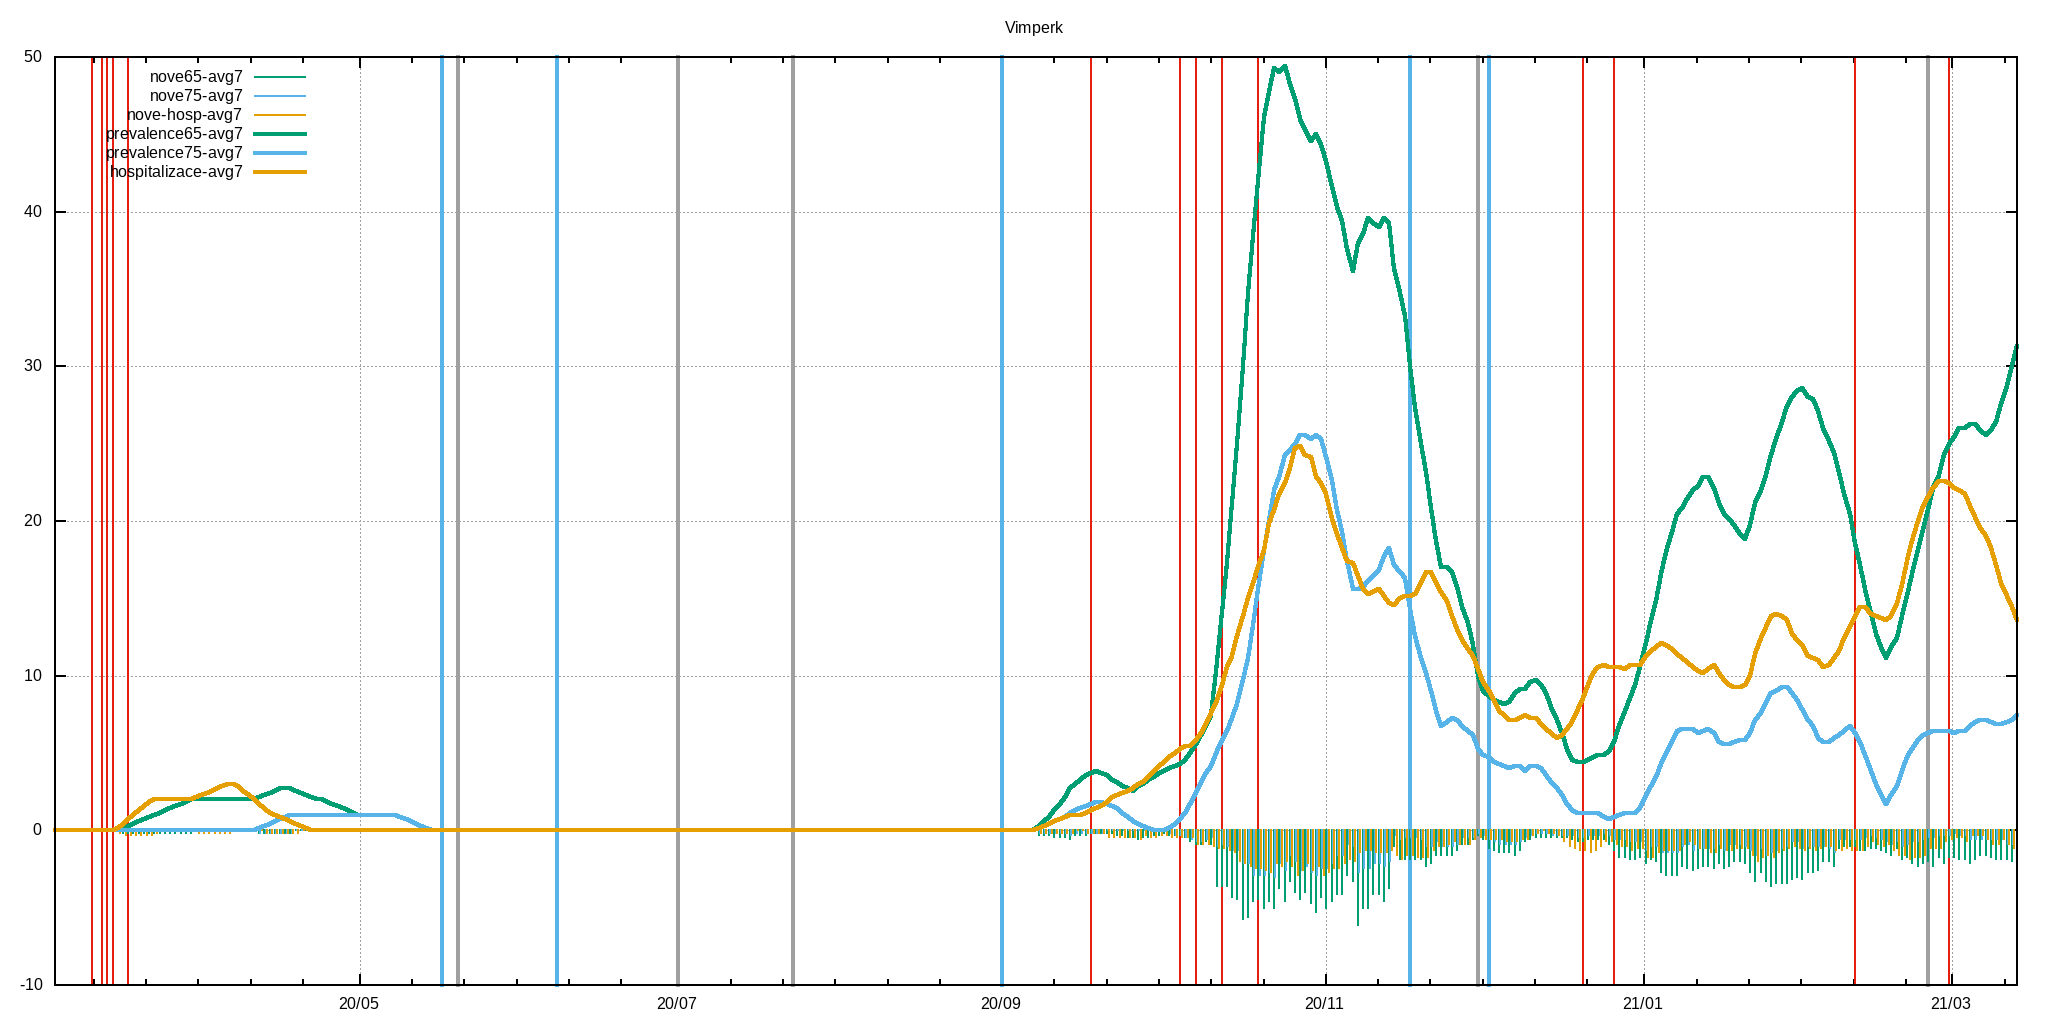 Vimperk
50
nove65-avg7
nove75-avg7
nove-hosp-avg7
prevalence65-avg7
prevalence75-avg7
hospitalizace-avg7
40
30
20
10
0
-10
20/05 20/07 20/09 20/11 21/01 21/03